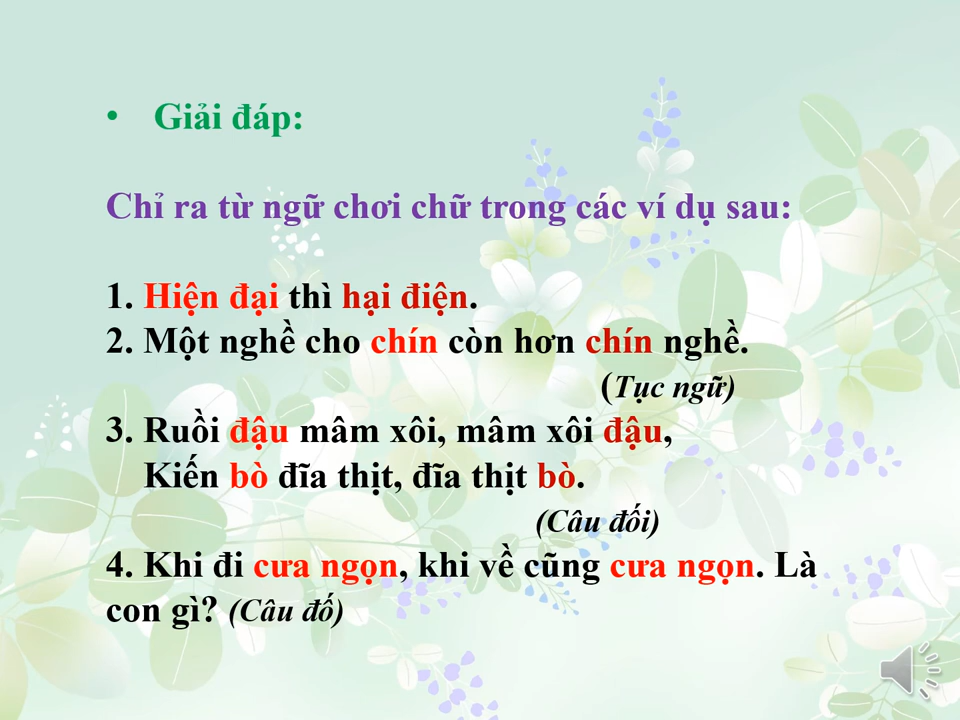 • Giải đáp:
Chỉ ra từ ngữ chơi chữ trong các ví dụ sau:
1. Hiện đại thì hại điện.
2. Một nghề cho chín còn hơn chín nghề.
(Tục ngữ)
3. Ruồi đậu mâm xôi, mâm xôi đậu,
Kiến bò đĩa thịt, đĩa thịt bò.
(Câu đối)
4. Khi đi cưa ngọn, khi về cũng cưa ngọn. Là
con gì? (Câu đố)